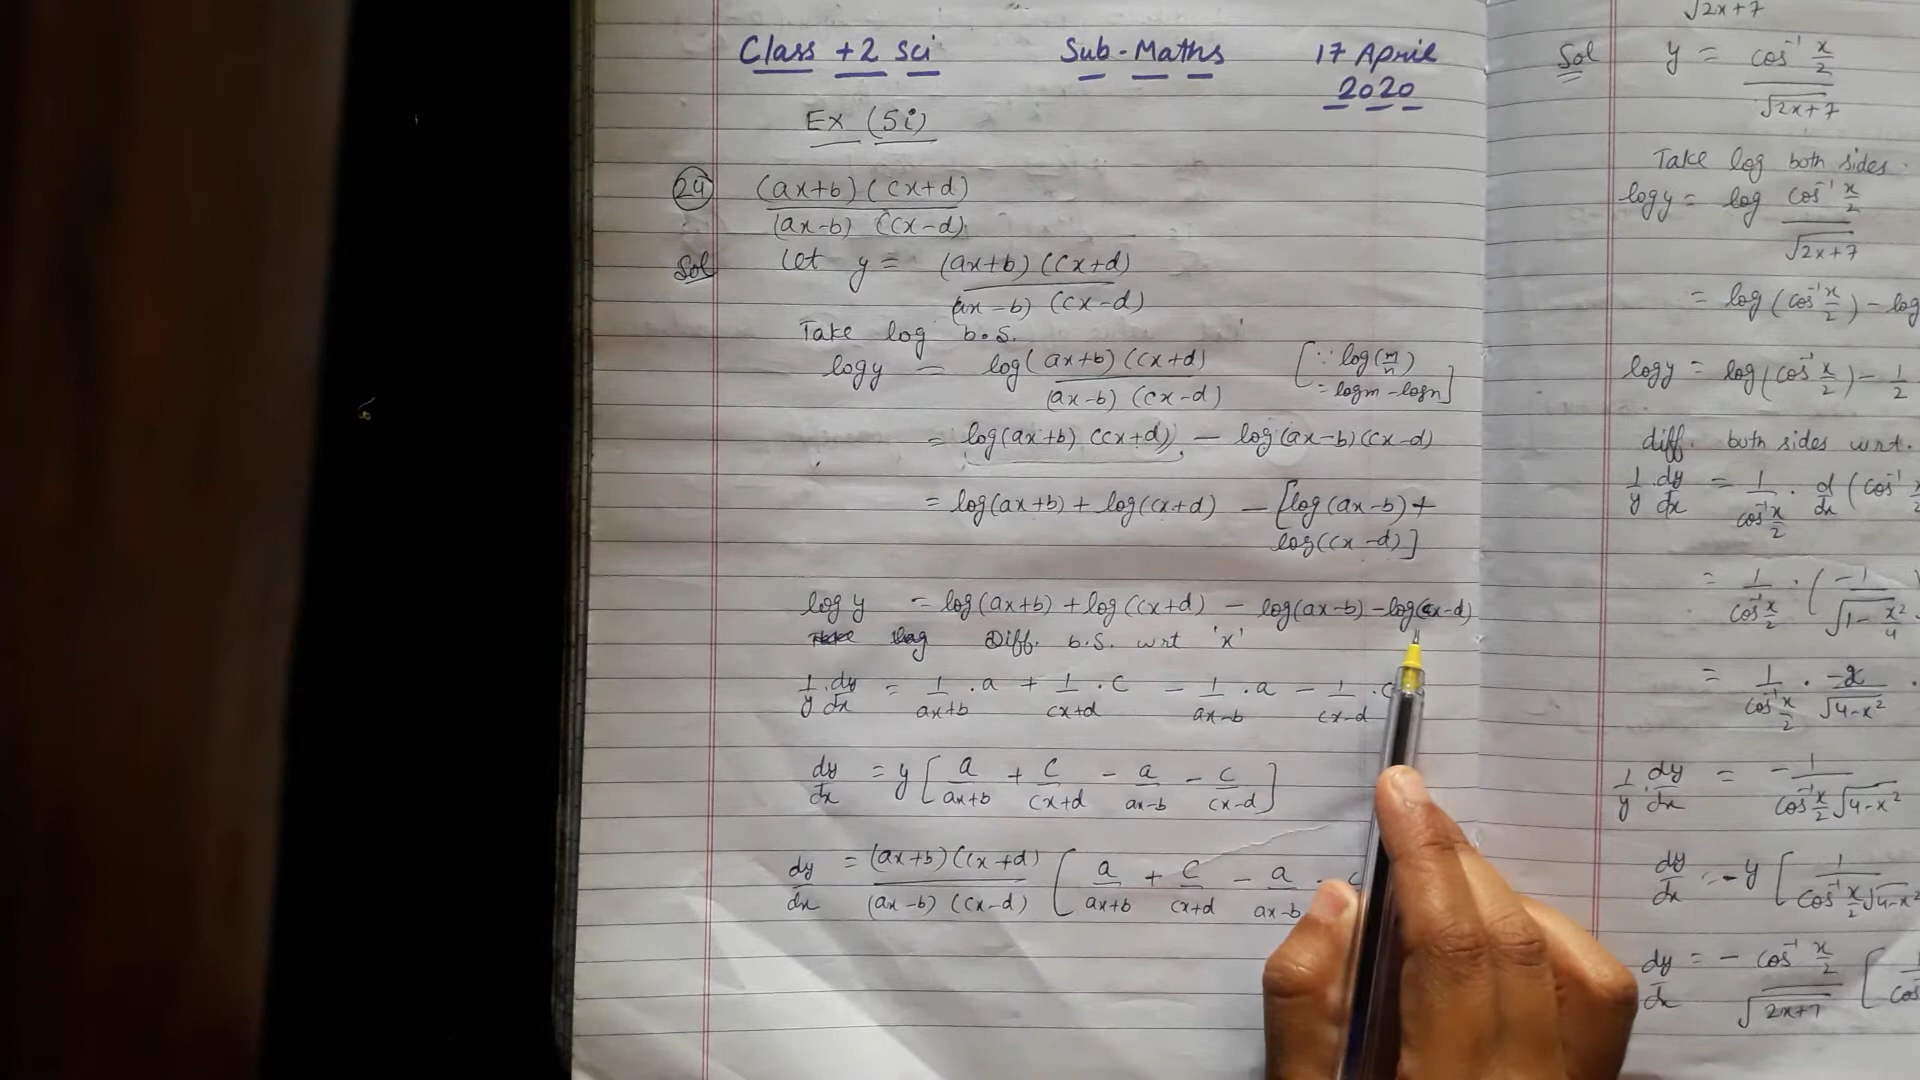 Class +2 Sci Sub-Maths 17 April
2020
Ex (5i)
24 (ax+b) (cx+d)
(ax-b) (cx-d)
Sol Let y = (ax+b) (cx+d)
(ax-b) (cx-d)
Take log b.S.
logy = log (ax+b) (cx+d) [∵ log(m/n)
(ax-b) (cx-d) = logm - logn]
= log(ax+b) (cx+d) - log(ax-b)(cx-d)
= log(ax+b) + log(cx+d) - [log(ax-b) +
log(cx-d)]
log y = log(ax+b) + log(cx+d) - log(ax-b) - log(cx-d)
Diff. b.S. wrt 'x'
1/y . dy/dx = 1/ax+b . a + 1/cx+d . c - 1/ax-b . a - 1/cx-d . c
dy/dx = y [a/ax+b + c/cx+d - a/ax-b - c/cx-d]
dy/dx = (ax+b)(cx+d)/(ax-b)(cx-d) [a/ax+b + c/cx+d - a/ax-b - c
√2x+7
Sol y = cos⁻¹ x/2
√2x+7
Take log both sides.
logy = log cos⁻¹ x/2
√2x+7
= log (cos⁻¹ x/2) - log
logy = log (cos⁻¹ x/2) - 1/2
diff. both sides wrt.
1/y . dy/dx = 1/cos⁻¹ x/2 . d/dx (cos⁻¹
= 1/cos⁻¹ x/2 . (-1/√1-x²/4
= 1/cos⁻¹ x/2 . -2/√4-x² .
1/y . dy/dx = -1/cos⁻¹ x/2 √4-x²
dy/dx = -y [1/cos⁻¹ x/2 √4-x²
dy/dx = - cos⁻¹ x/2 / √2x+7 [1/cos